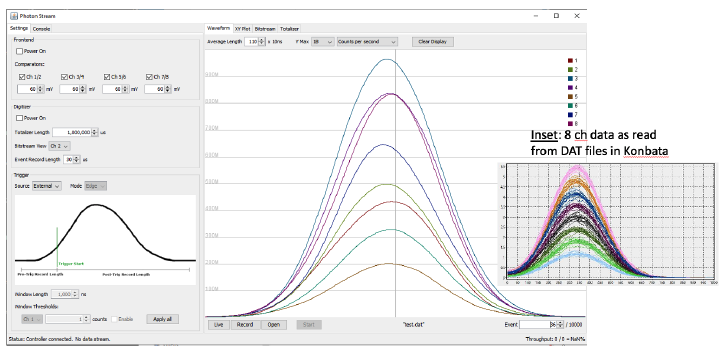 Photon Stream
Settings Console
Frontend
Power On
Comparators:
Ch 1/2 Ch 3/4 Ch 5/6 Ch 7/8
60 mV 60 mV 60 mV 60 mV
Digitizer
Power On
Totalizer Length 1,000,000 us
Bitstream View Ch 2
Event Record Length 30 us
Trigger
Source External Mode Edge
Trigger Start
Pre-Trig Record Length Post-Trig Record Length
Window Length 1,000 ns
Window Thresholds:
Ch 1 1 counts Enable Apply all
Status: Controller connected. No data stream.
Waveform XY Plot Bitstream Totalizer
Average Length 110 x 10ns F Max 1B Counts per second Clear Display
1
2
3
4
5
6
7
8
Live Record Open Start "test.dat" Event 36 / 10000
Throughput: 0 / 0 = NaN%
Inset: 8 ch data as read
from DAT files in Konbata